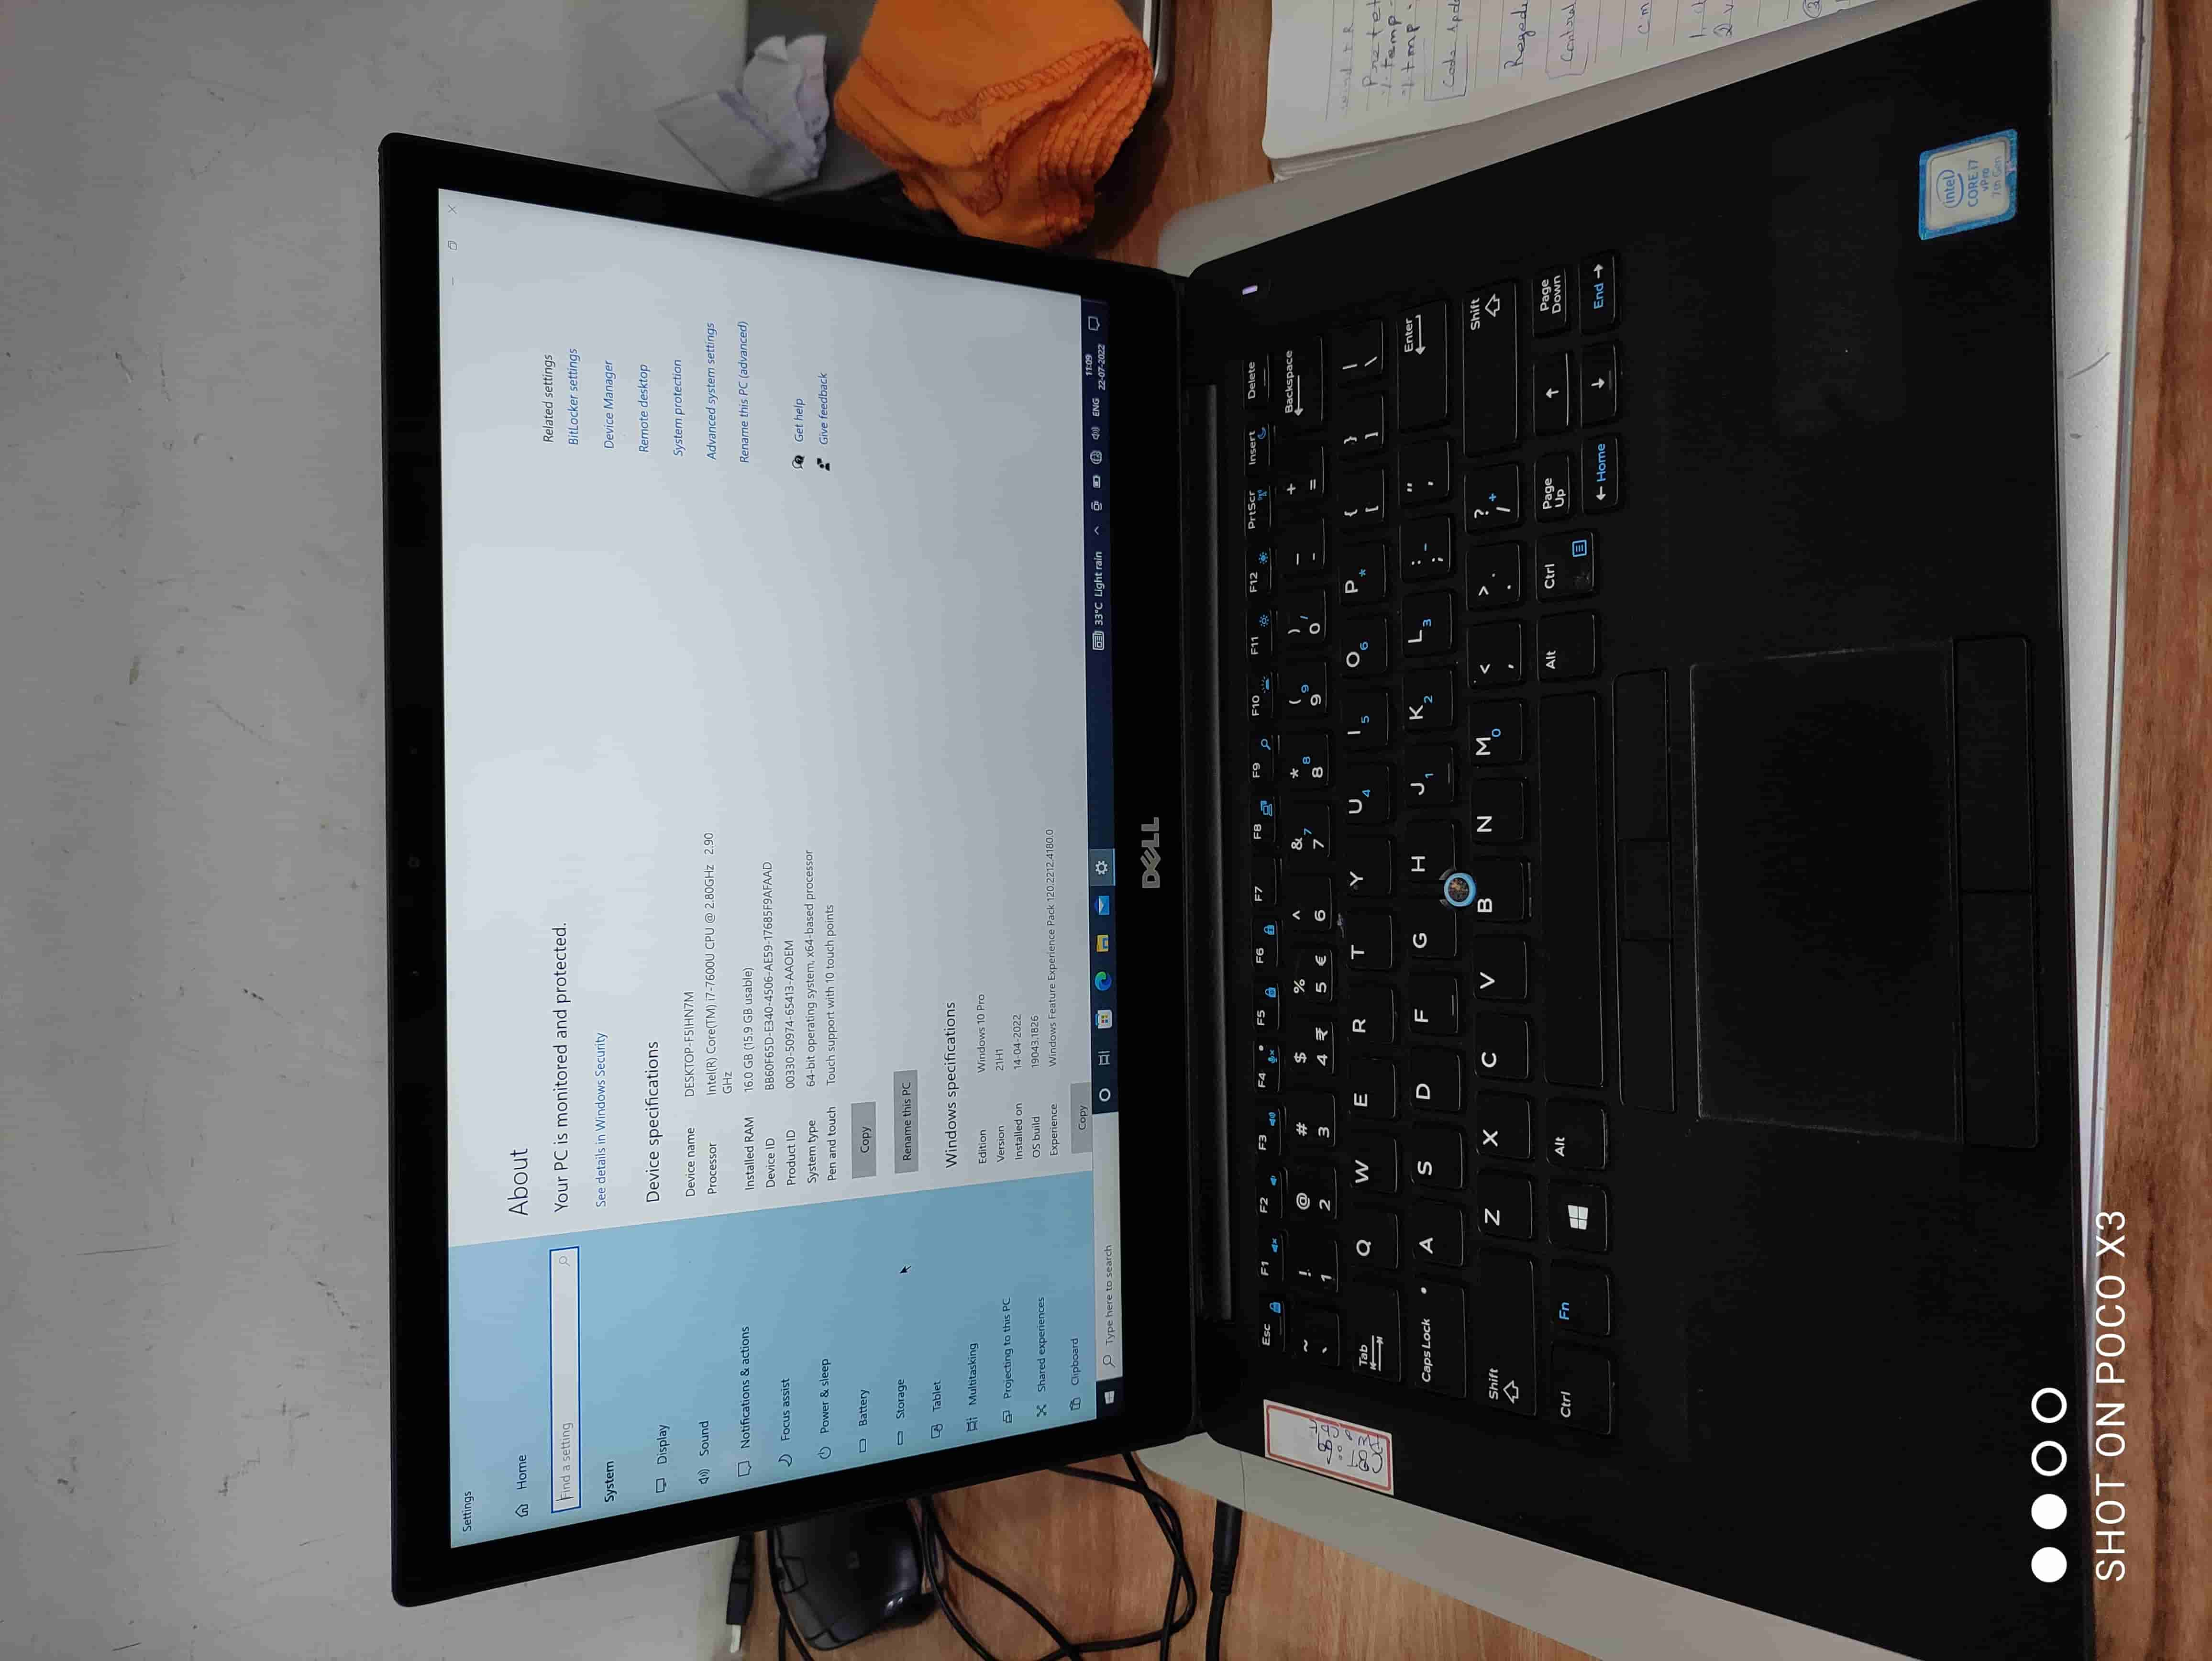 Settings
Home
Find a setting
System
Display
Sound
Notifications & actions
Focus assist
Power & sleep
Battery
Storage
Tablet
Multitasking
Projecting to this PC
Shared experiences
Clipboard
About
Your PC is monitored and protected.
See details in Windows Security
Device specifications
Device name DESKTOP-F5IHN7M
Processor Intel(R) Core(TM) i7-7600U CPU @ 2.80GHz 2.90
GHz
Installed RAM 16.0 GB (15.9 GB usable)
Device ID BB60F65D-E340-4506-AE59-17685F9AFAAD
Product ID 00330-50974-65413-AAOEM
System type 64-bit operating system, x64-based processor
Pen and touch Touch support with 10 touch points
Copy
Rename this PC
Windows specifications
Edition Windows 10 Pro
Version 21H1
Installed on 14-04-2022
OS build 19043.1826
Experience Windows Feature Experience Pack 120.2212.4180.0
Copy
Related settings
BitLocker settings
Device Manager
Remote desktop
System protection
Advanced system settings
Rename this PC (advanced)
Get help
Give feedback
Type here to search
33°C Light rain
ENG
11:09
22-07-2022
DELL
Esc F1 F2 F3 F4 F5 F6 F7 F8 F9 F10 F11 F12 PrtScr Insert Delete
~ ` ! 1 @ 2 # 3 $ 4 ₹ % 5 € ^ 6 & 7 7 * 8 8 ( 9 9 ) 0 / _ - + = Backspace
Tab Q W E R T Y U 4 I 5 O 6 P * { [ } ] | \
Caps Lock A S D F G H J 1 K 2 L 3 : ; - " ' Enter
Shift Z X C V B N M 0 < , > . . ? / + Shift
Ctrl Fn Alt Alt Ctrl Page Up ↑ Page Down
← Home ↓ End →
intel
CORE i7
vPro
7th Gen
Prefet
% temp
Regedi
Control
SHOT ON POCO X3